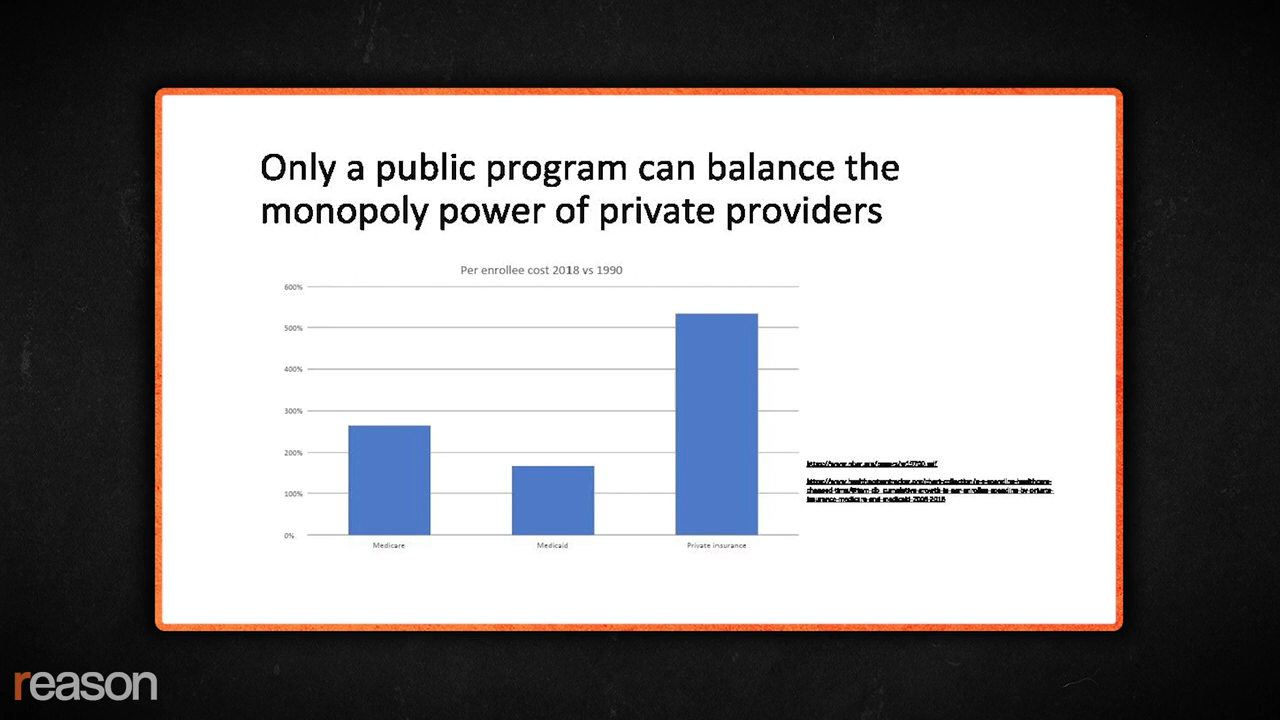 Only a public program can balance the
monopoly power of private providers
Per enrollee cost 2018 vs 1990
600%
500%
400%
300%
200%
100%
0%
Medicare
Medicaid
Private insurance
reason